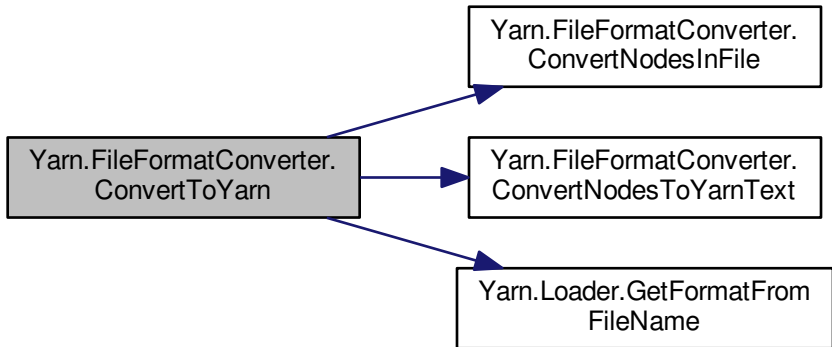 Yarn.FileFormatConverter.
ConvertToYarn
Yarn.FileFormatConverter.
ConvertNodesInFile
Yarn.FileFormatConverter.
ConvertNodesToYarnText
Yarn.Loader.GetFormatFrom
FileName